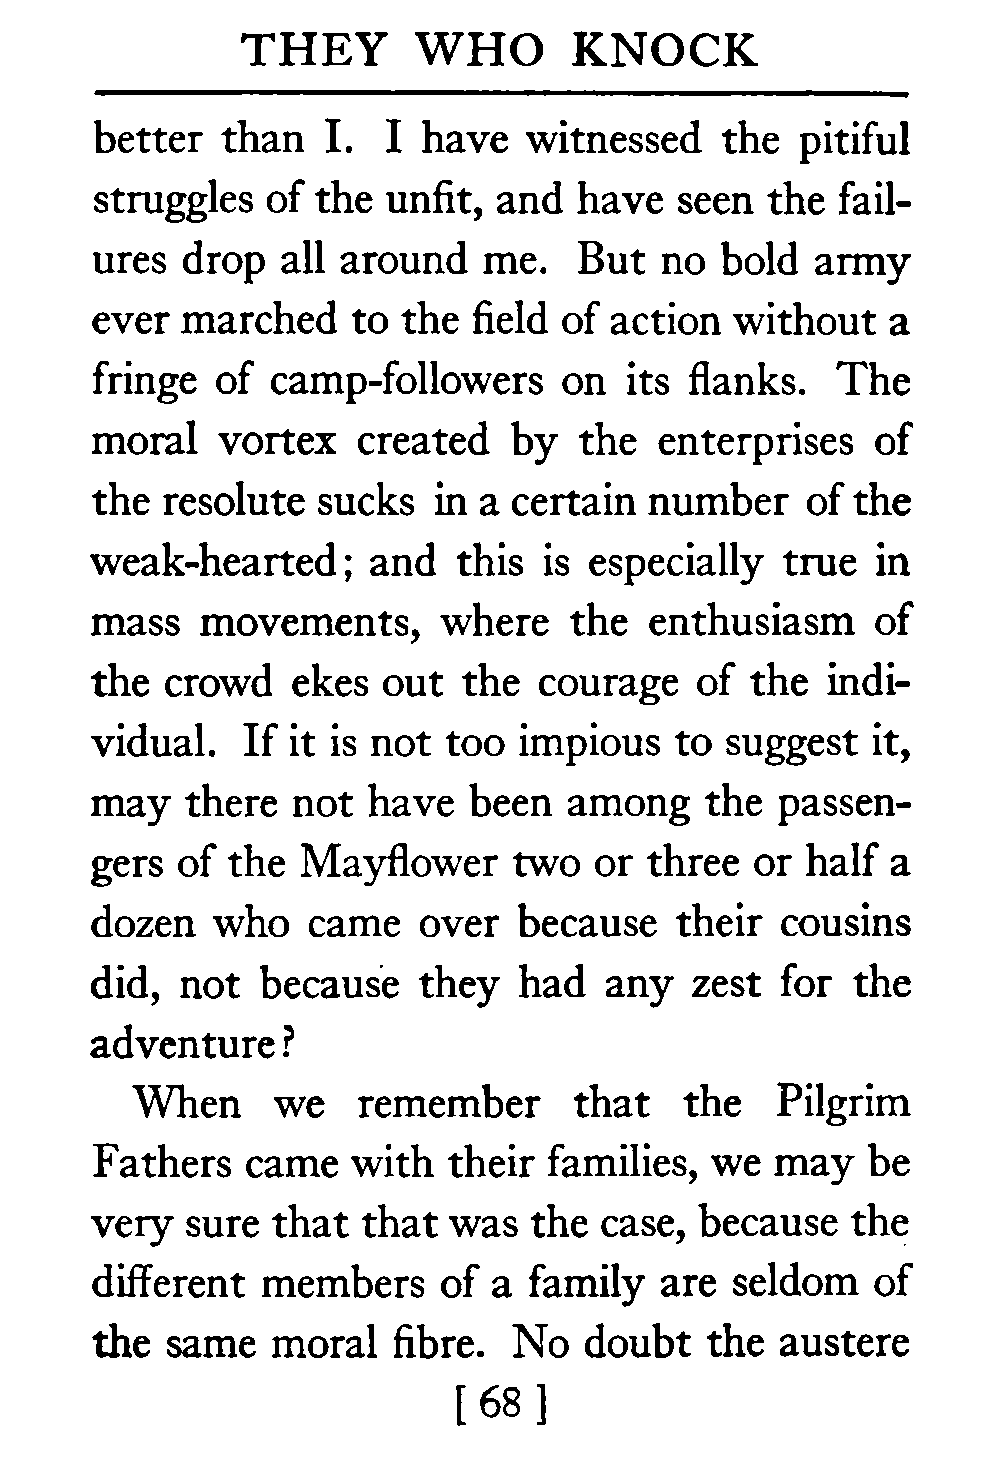 THEY WHO KNOCK
better than I. I have witnessed the pitiful
struggles of the unfit, and have seen the fail-
ures drop all around me. But no bold army
ever marched to the field of action without a
fringe of camp-followers on its flanks. The
moral vortex created by the enterprises of
the resolute sucks in a certain number of the
weak-hearted; and this is especially true in
mass movements, where the enthusiasm of
the crowd ekes out the courage of the indi-
vidual. If it is not too impious to suggest it,
may there not have been among the passen-
gers of the Mayflower two or three or half a
dozen who came over because their cousins
did, not because they had any zest for the
adventure?
When we remember that the Pilgrim
Fathers came with their families, we may be
very sure that that was the case, because the
different members of a family are seldom of
the same moral fibre. No doubt the austere
[ 68 ]